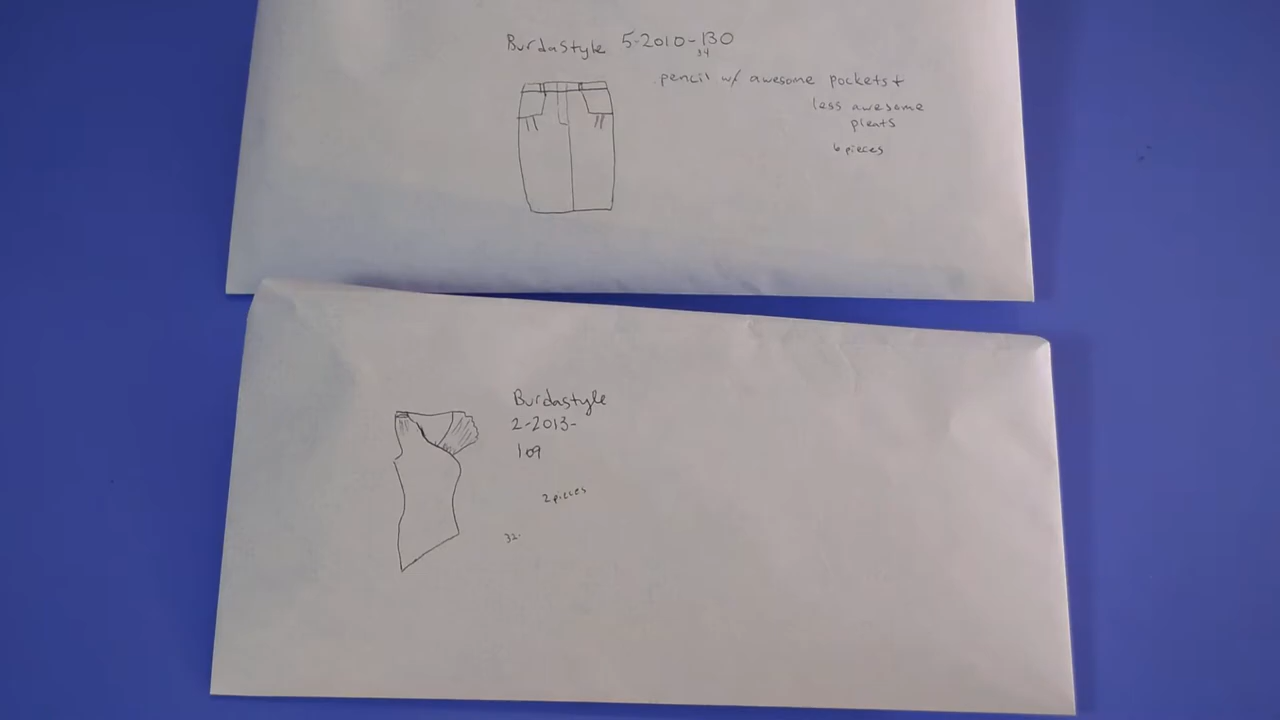 BurdaStyle 5-2010-130
34
pencil w/ awesome pockets +
less awesome
pleats
6 pieces
Burdastyle
2-2013-
109
2 pieces
32